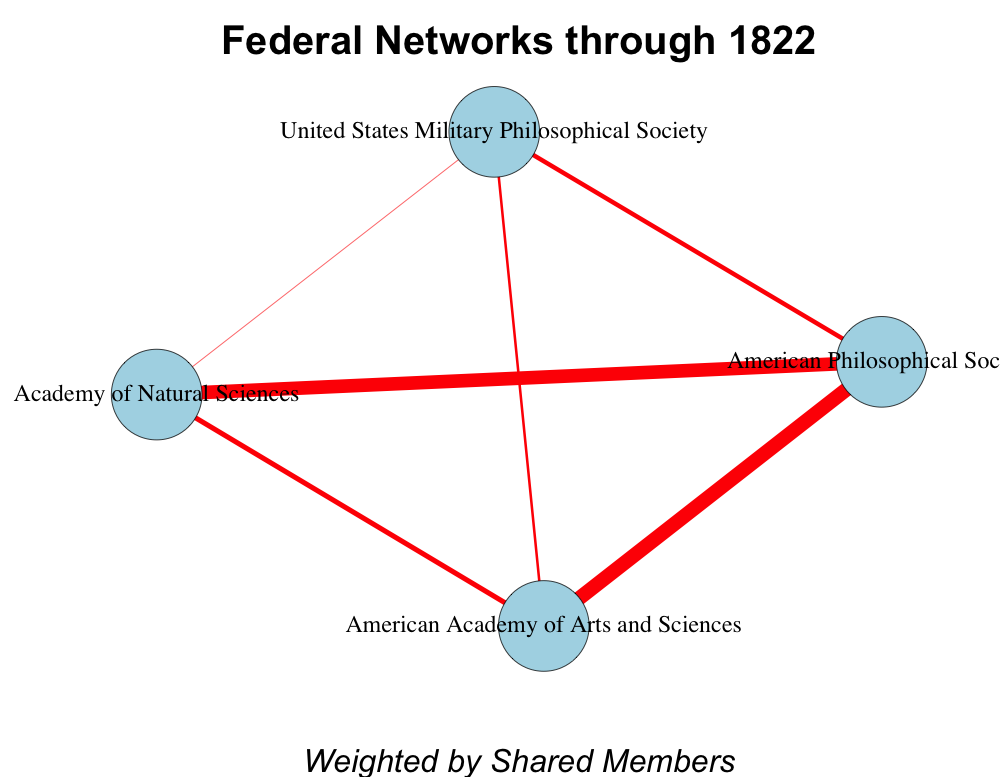 Federal Networks through 1822
United States Military Philosophical Society
American Philosophical Soc
Academy of Natural Sciences
American Academy of Arts and Sciences
Weighted by Shared Members